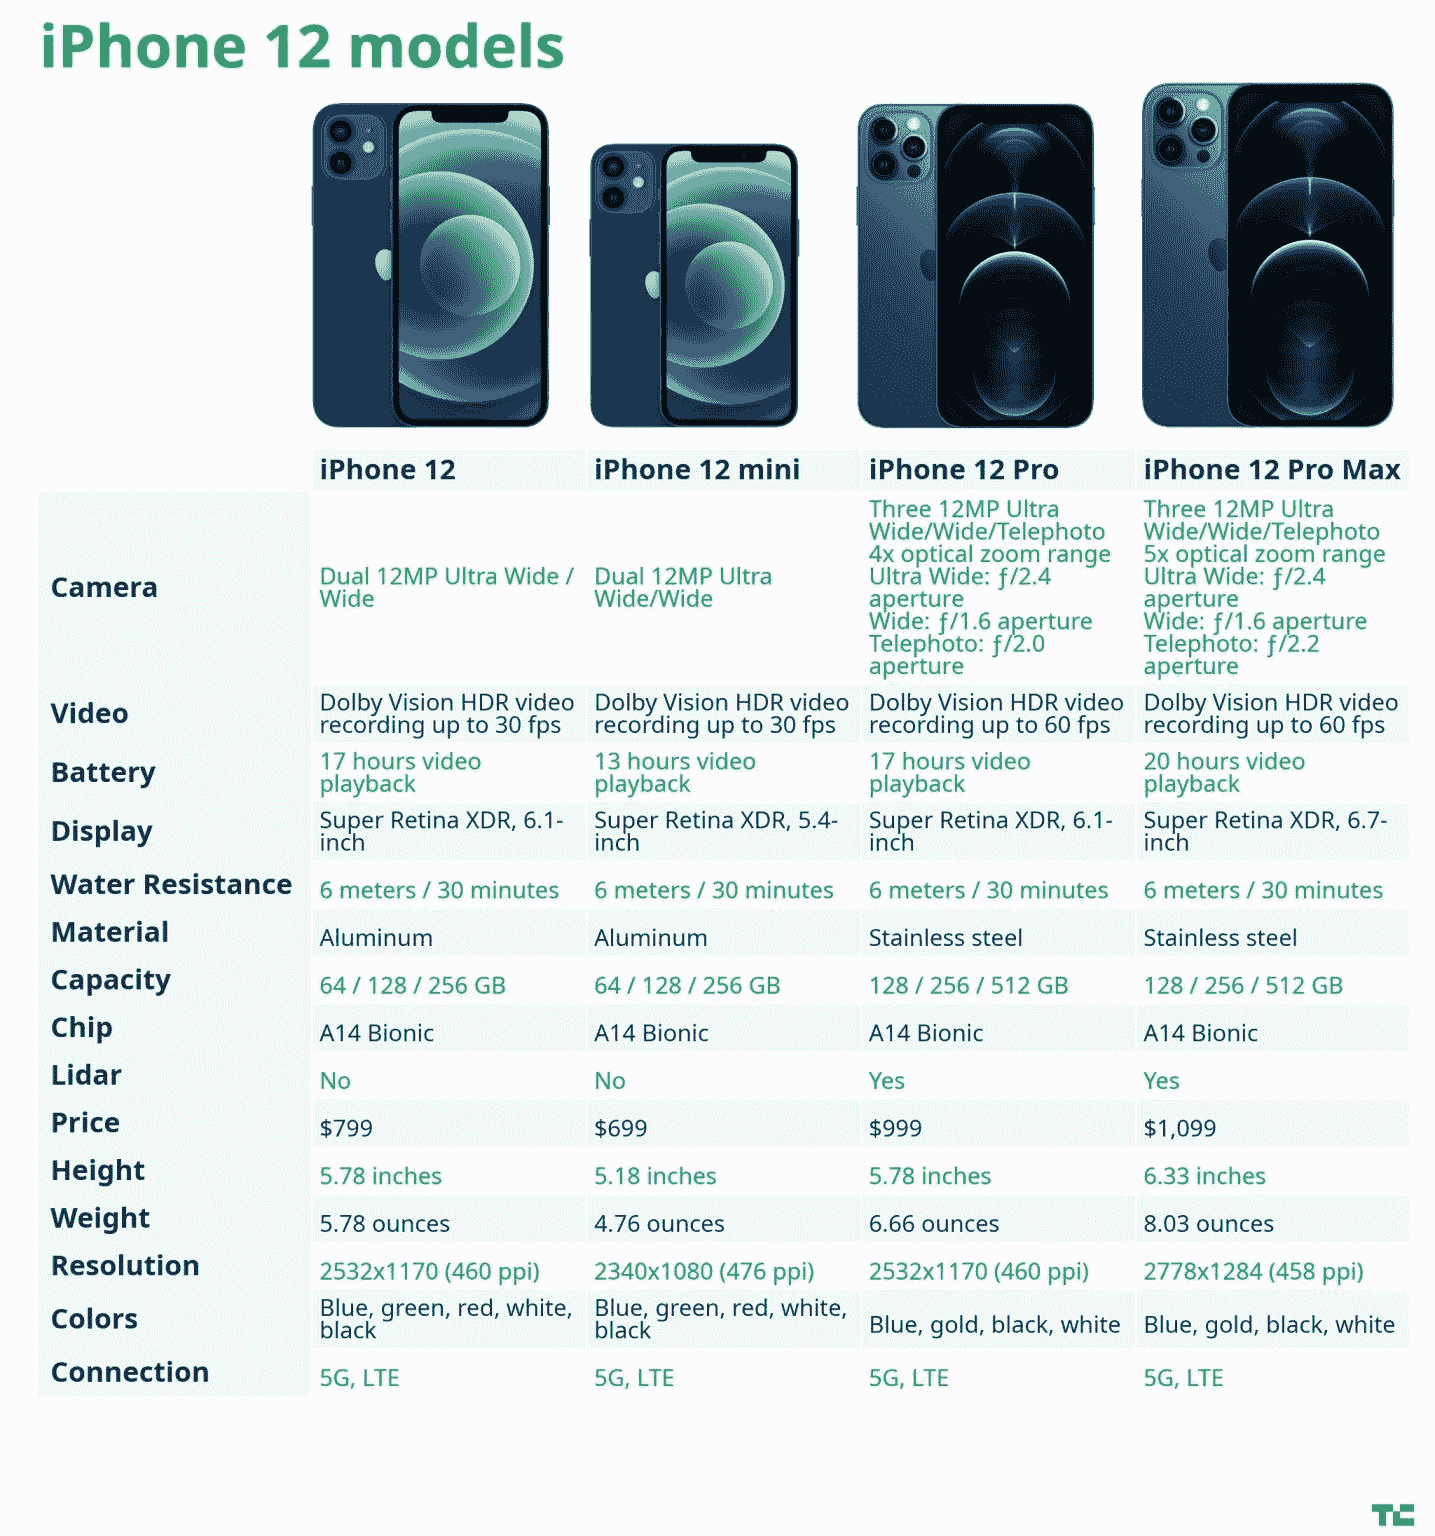 iPhone 12 models
iPhone 12
iPhone 12 mini
iPhone 12 Pro
iPhone 12 Pro Max
Camera
Dual 12MP Ultra Wide /
Wide
Dual 12MP Ultra
Wide/Wide
Three 12MP Ultra
Wide/Wide/Telephoto
4x optical zoom range
Ultra Wide: ƒ/2.4
aperture
Wide: ƒ/1.6 aperture
Telephoto: ƒ/2.0
aperture
Three 12MP Ultra
Wide/Wide/Telephoto
5x optical zoom range
Ultra Wide: ƒ/2.4
aperture
Wide: ƒ/1.6 aperture
Telephoto: ƒ/2.2
aperture
Video
Dolby Vision HDR video
recording up to 30 fps
Dolby Vision HDR video
recording up to 30 fps
Dolby Vision HDR video
recording up to 60 fps
Dolby Vision HDR video
recording up to 60 fps
Battery
17 hours video
playback
13 hours video
playback
17 hours video
playback
20 hours video
playback
Display
Super Retina XDR, 6.1-
inch
Super Retina XDR, 5.4-
inch
Super Retina XDR, 6.1-
inch
Super Retina XDR, 6.7-
inch
Water Resistance
6 meters / 30 minutes
6 meters / 30 minutes
6 meters / 30 minutes
6 meters / 30 minutes
Material
Aluminum
Aluminum
Stainless steel
Stainless steel
Capacity
64 / 128 / 256 GB
64 / 128 / 256 GB
128 / 256 / 512 GB
128 / 256 / 512 GB
Chip
A14 Bionic
A14 Bionic
A14 Bionic
A14 Bionic
Lidar
No
No
Yes
Yes
Price
$799
$699
$999
$1,099
Height
5.78 inches
5.18 inches
5.78 inches
6.33 inches
Weight
5.78 ounces
4.76 ounces
6.66 ounces
8.03 ounces
Resolution
2532x1170 (460 ppi)
2340x1080 (476 ppi)
2532x1170 (460 ppi)
2778x1284 (458 ppi)
Colors
Blue, green, red, white,
black
Blue, green, red, white,
black
Blue, gold, black, white
Blue, gold, black, white
Connection
5G, LTE
5G, LTE
5G, LTE
5G, LTE
TC